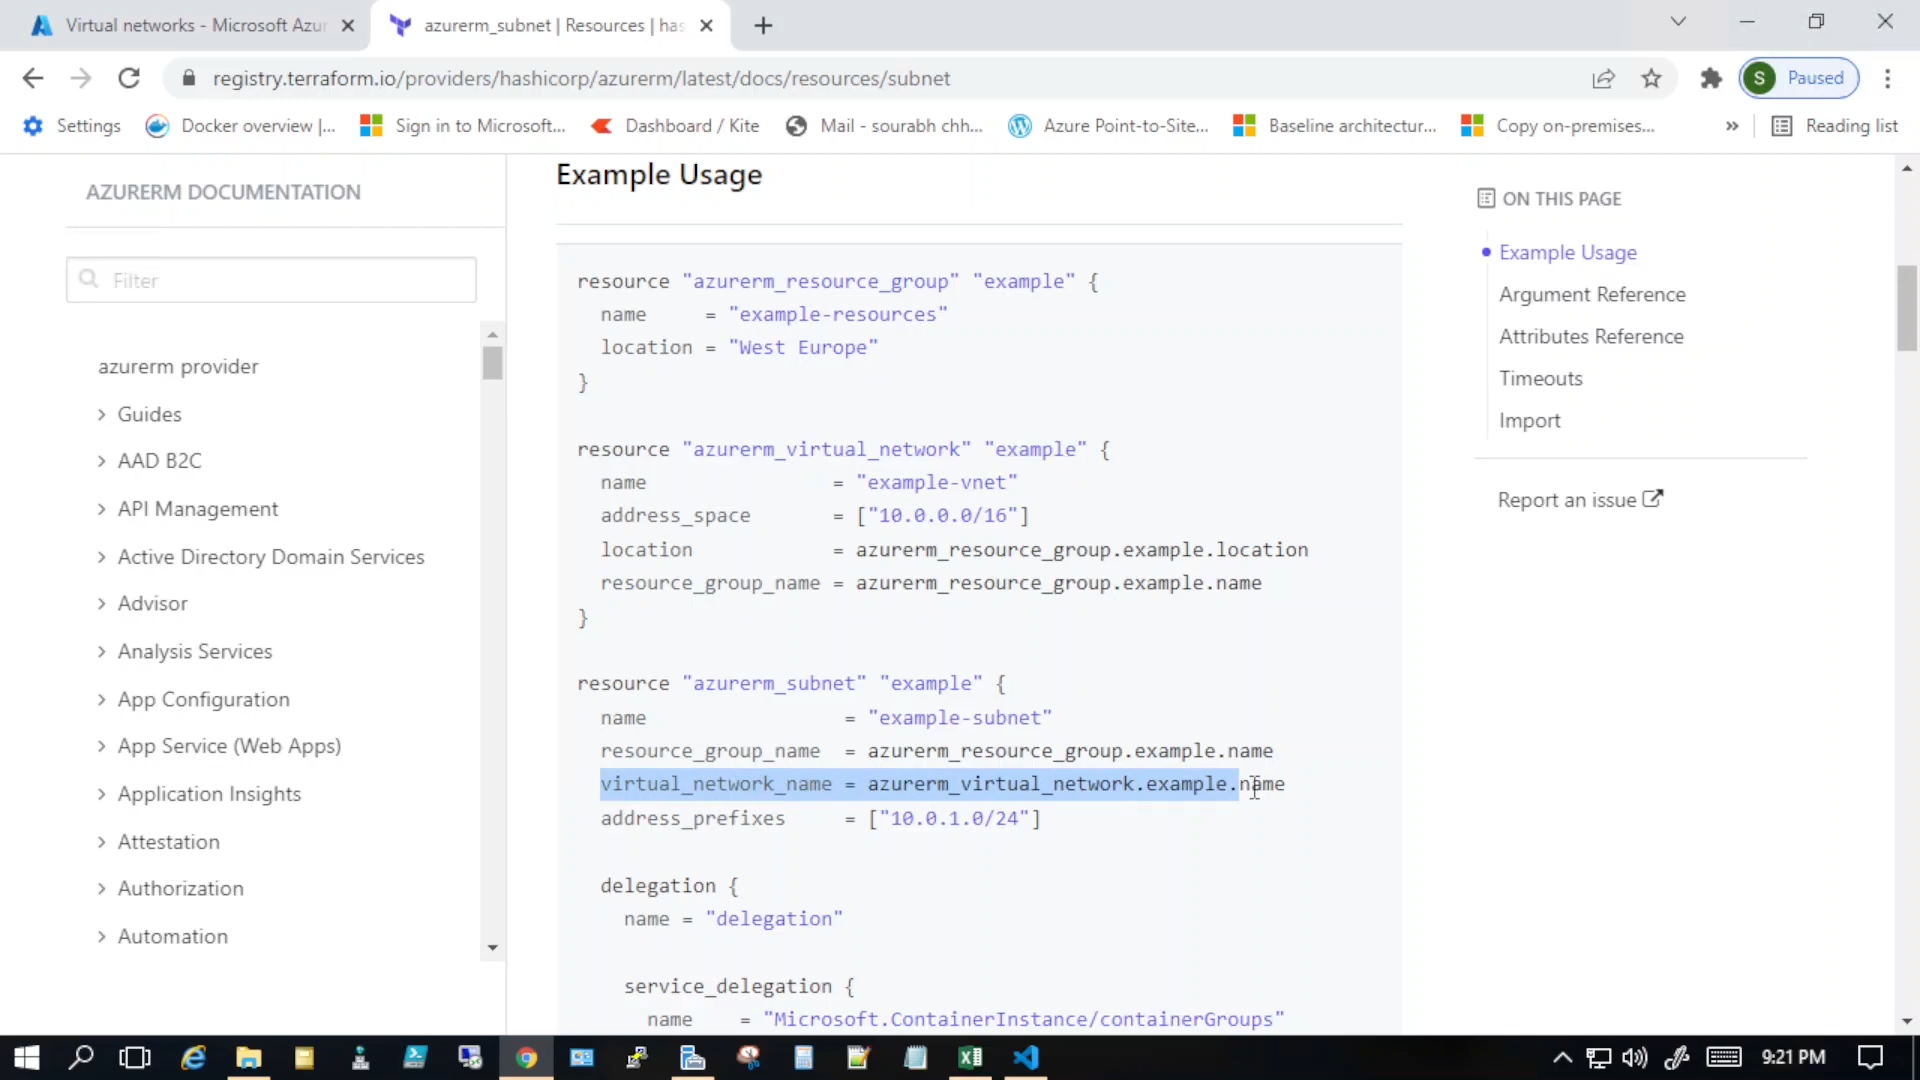 Virtual networks - Microsoft Azur
azurerm_subnet | Resources | has
registry.terraform.io/providers/hashicorp/azurerm/latest/docs/resources/subnet
S Paused
Settings
Docker overview |...
Sign in to Microsoft...
Dashboard / Kite
Mail - sourabh chh...
Azure Point-to-Site...
Baseline architectur...
Copy on-premises...
»
Reading list
AZURERM DOCUMENTATION
Filter
azurerm provider
Guides
AAD B2C
API Management
Active Directory Domain Services
Advisor
Analysis Services
App Configuration
App Service (Web Apps)
Application Insights
Attestation
Authorization
Automation
Example Usage
resource "azurerm_resource_group" "example" {
  name     = "example-resources"
  location = "West Europe"
}
resource "azurerm_virtual_network" "example" {
  name                = "example-vnet"
  address_space       = ["10.0.0.0/16"]
  location            = azurerm_resource_group.example.location
  resource_group_name = azurerm_resource_group.example.name
}
resource "azurerm_subnet" "example" {
  name                 = "example-subnet"
  resource_group_name  = azurerm_resource_group.example.name
  virtual_network_name = azurerm_virtual_network.example.name
  address_prefixes     = ["10.0.1.0/24"]
  delegation {
    name = "delegation"
    service_delegation {
      name    = "Microsoft.ContainerInstance/containerGroups"
ON THIS PAGE
Example Usage
Argument Reference
Attributes Reference
Timeouts
Import
Report an issue
9:21 PM